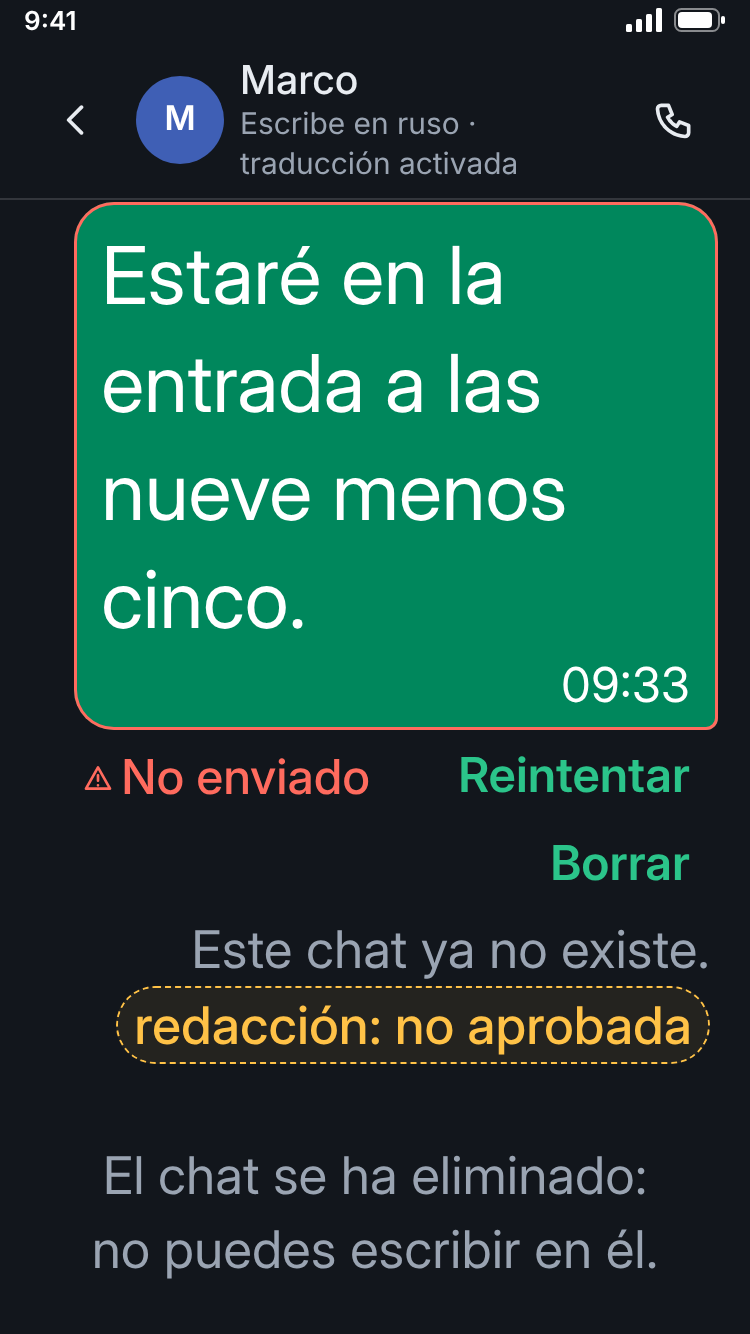 9:41
M
Marco
Escribe en ruso ·
traducción activada
Estaré en la
entrada a las
nueve menos
cinco.
09:33
No enviado
Reintentar
Borrar
Este chat ya no existe.
redacción: no aprobada
El chat se ha eliminado:
no puedes escribir en él.